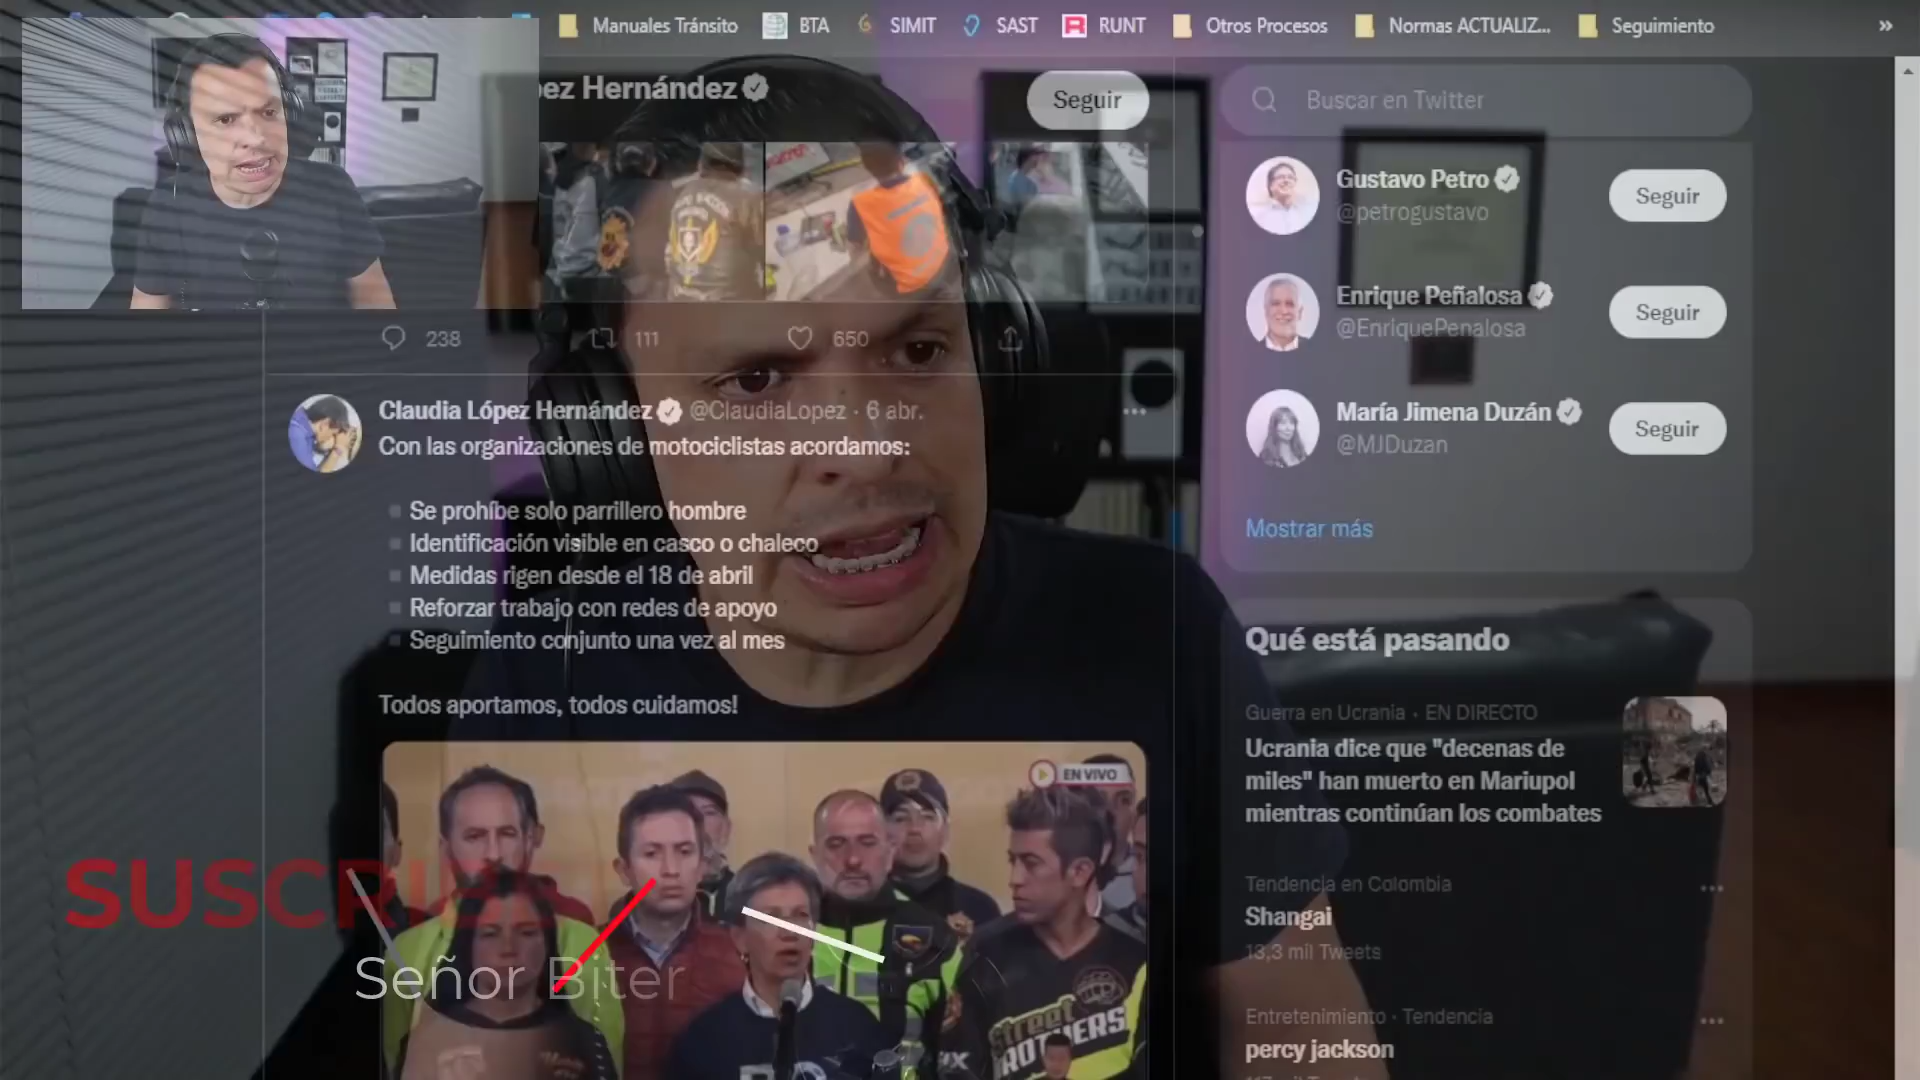 Manuales Tránsito
BTA
SIMIT
SAST
RUNT
Otros Procesos
Normas ACTUALIZ...
Seguimiento
»
ez Hernández
Seguir
Buscar en Twitter
Gustavo Petro
@petrogustavo
Seguir
Enrique Peñalosa
@EnriquePenalosa
Seguir
María Jimena Duzán
@MJDuzan
Seguir
Mostrar más
238
111
650
Claudia López Hernández @ClaudiaLopez · 6 abr.
Con las organizaciones de motociclistas acordamos:
Se prohíbe solo parrillero hombre
Identificación visible en casco o chaleco
Medidas rigen desde el 18 de abril
Reforzar trabajo con redes de apoyo
Seguimiento conjunto una vez al mes
Todos aportamos, todos cuidamos!
EN VIVO
Street
BROTHERS
SUSCRIBE
Señor Biter
Qué está pasando
Guerra en Ucrania · EN DIRECTO
Ucrania dice que "decenas de
miles" han muerto en Mariupol
mientras continúan los combates
Tendencia en Colombia
Shangai
13,3 mil Tweets
Entretenimiento · Tendencia
percy jackson